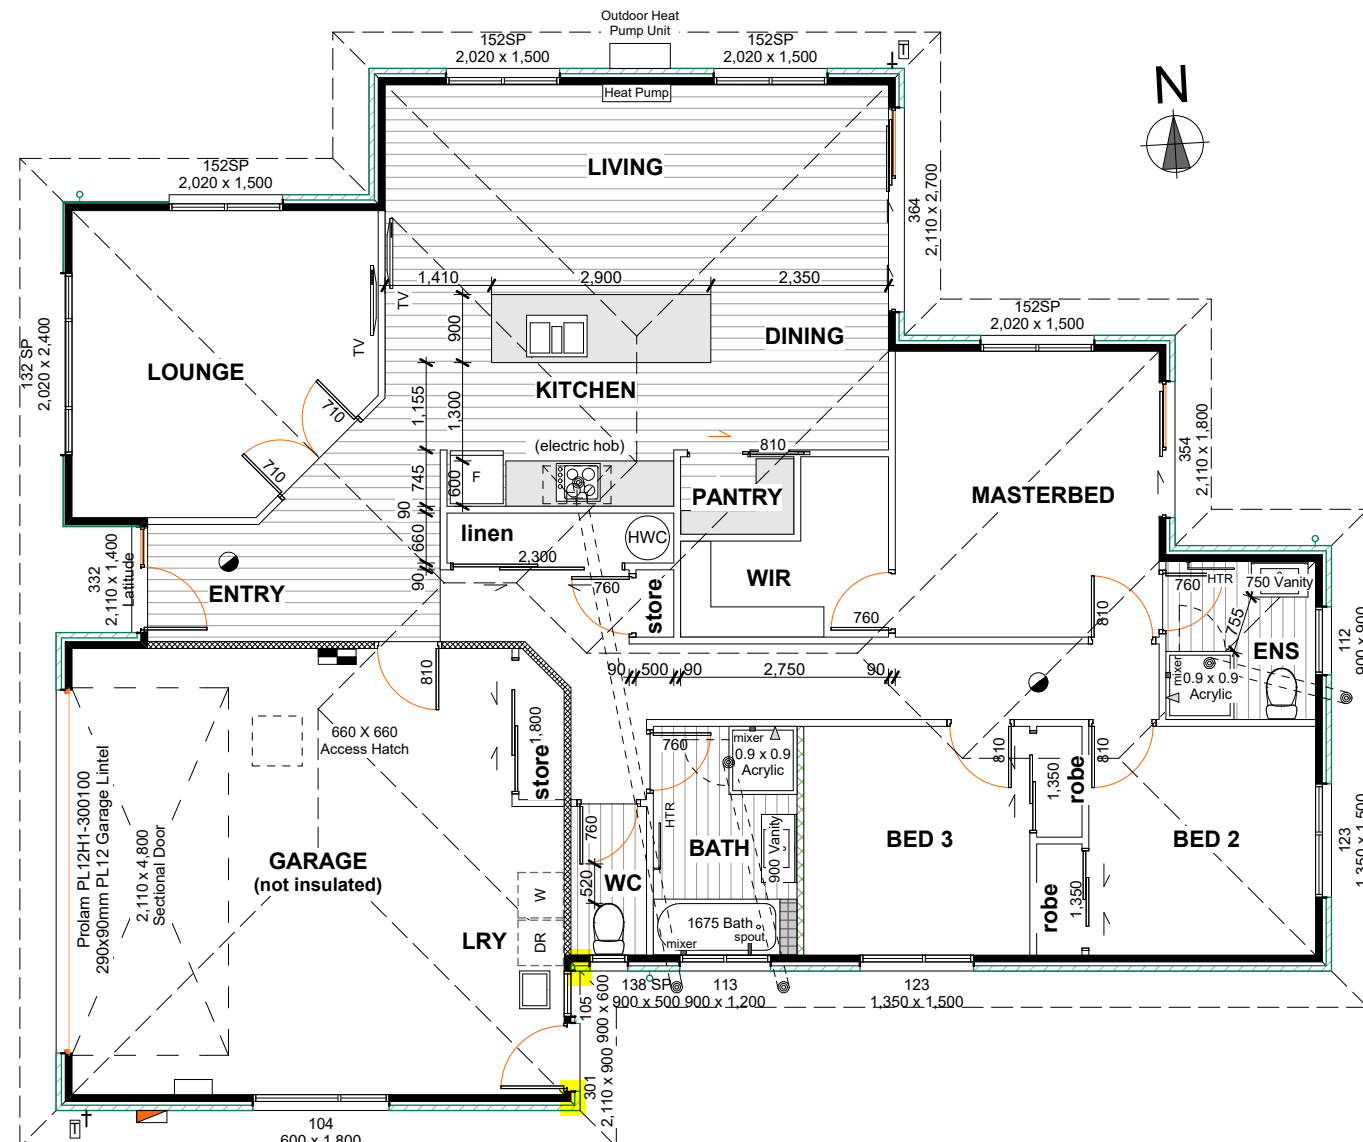 Outdoor Heat
Pump Unit
152SP
2,020 x 1,500
152SP
2,020 x 1,500
T
N
Heat Pump
LIVING
152SP
2,020 x 1,500
364
2,110 x 2,700
1,410
2,900
2,350
TV
TV
900
DINING
152SP
2,020 x 1,500
132 SP
2,020 x 2,400
LOUNGE
710
710
KITCHEN
1,155
1,300
(electric hob)
810
F
745
600
90
660
90
PANTRY
MASTERBED
354
2,110 x 1,800
linen
HWC
2,300
760
store
WIR
760
332
2,110 x 1,400
Latitude
ENTRY
810
760
HTR
750 Vanity
755
ENS
mixer
0.9 x 0.9
Acrylic
112
900 x 900
810
90
500
90
2,750
90
660 X 660
Access Hatch
1,800
store
760
mixer
0.9 x 0.9
Acrylic
810
1,350
robe
810
HTR
BATH
900 Vanity
BED 3
BED 2
123
1,350 x 1,500
Prolam PL12H1-300100
290x90mm PL12 Garage Lintel
2,110 x 4,800
Sectional Door
GARAGE
(not insulated)
760
520
WC
W
DR
LRY
robe
1,350
1675 Bath
mixer
spout
138 SP
900 x 500
113
900 x 1,200
123
1,350 x 1,500
105
900 x 600
301
2,110 x 900
T
104
600 x 1,800